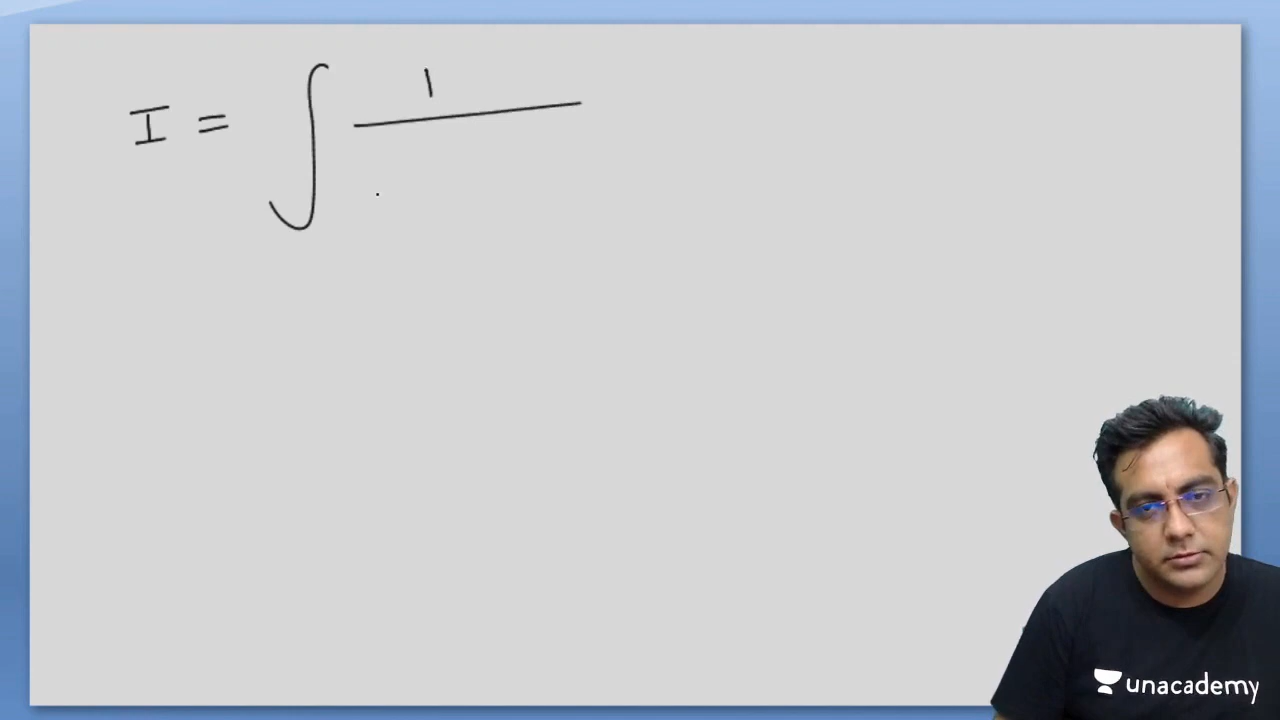 I = ∫ 1
unacademy